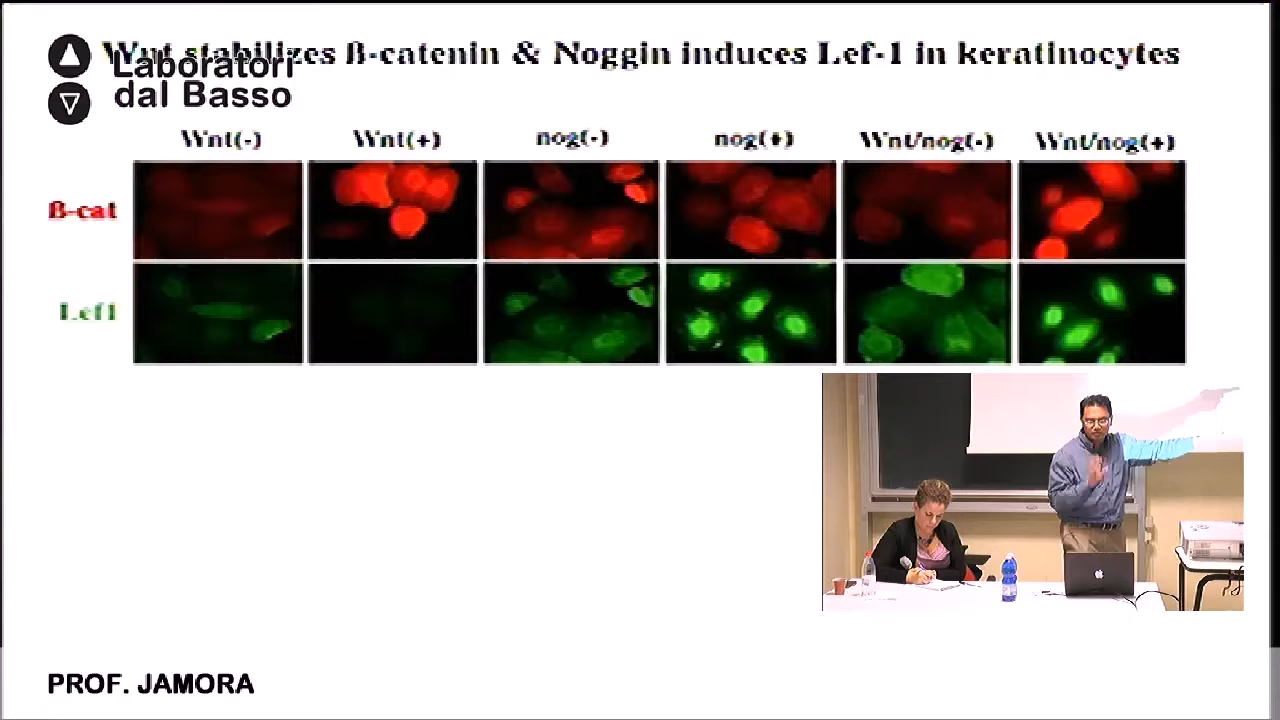 Wnt stabilizes ß-catenin & Noggin induces Lef-1 in keratinocytes
Laboratori
dal Basso
Wnt(-) Wnt(+) nog(-) nog(+) Wnt/nog(-) Wnt/nog(+)
ß-cat
Lef1
PROF. JAMORA